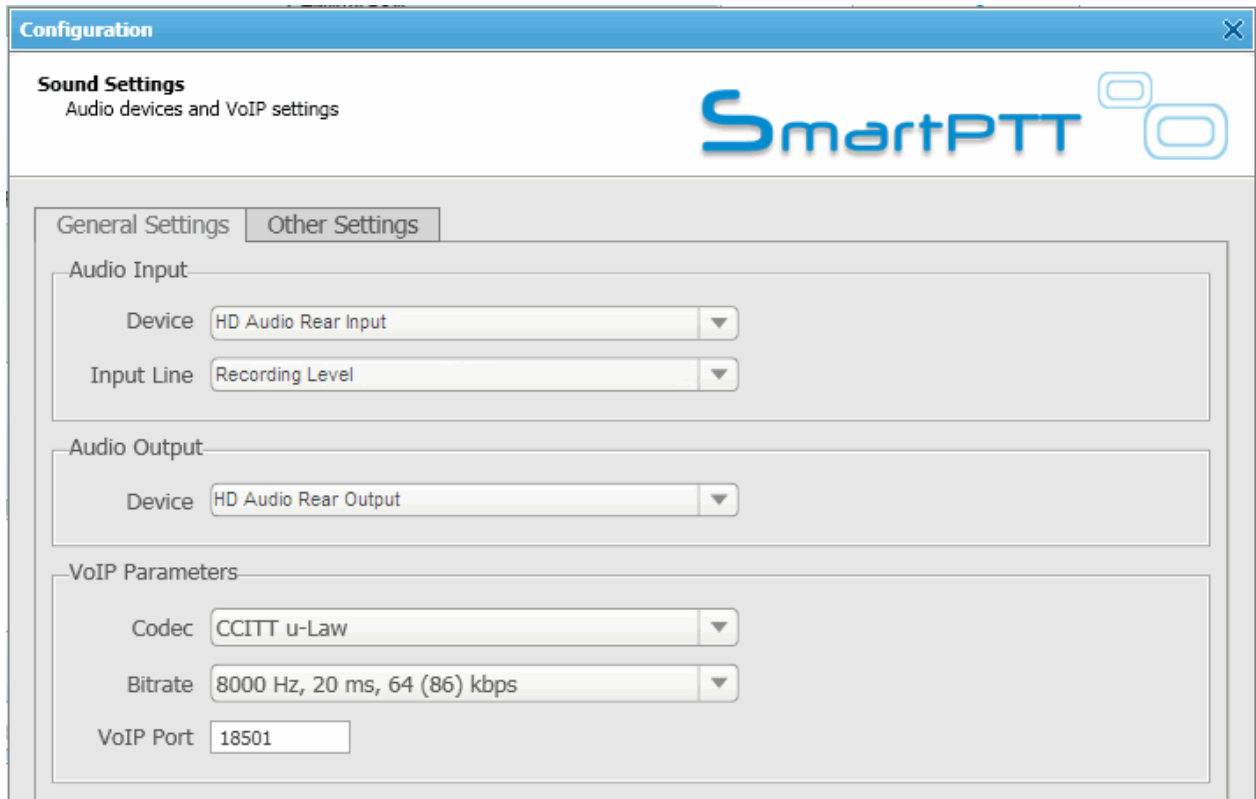 Configuration
Sound Settings
Audio devices and VoIP settings
SmartPTT
General Settings Other Settings
Audio Input
Device HD Audio Rear Input
Input Line Recording Level
Audio Output
Device HD Audio Rear Output
VoIP Parameters
Codec CCITT u-Law
Bitrate 8000 Hz, 20 ms, 64 (86) kbps
VoIP Port 18501